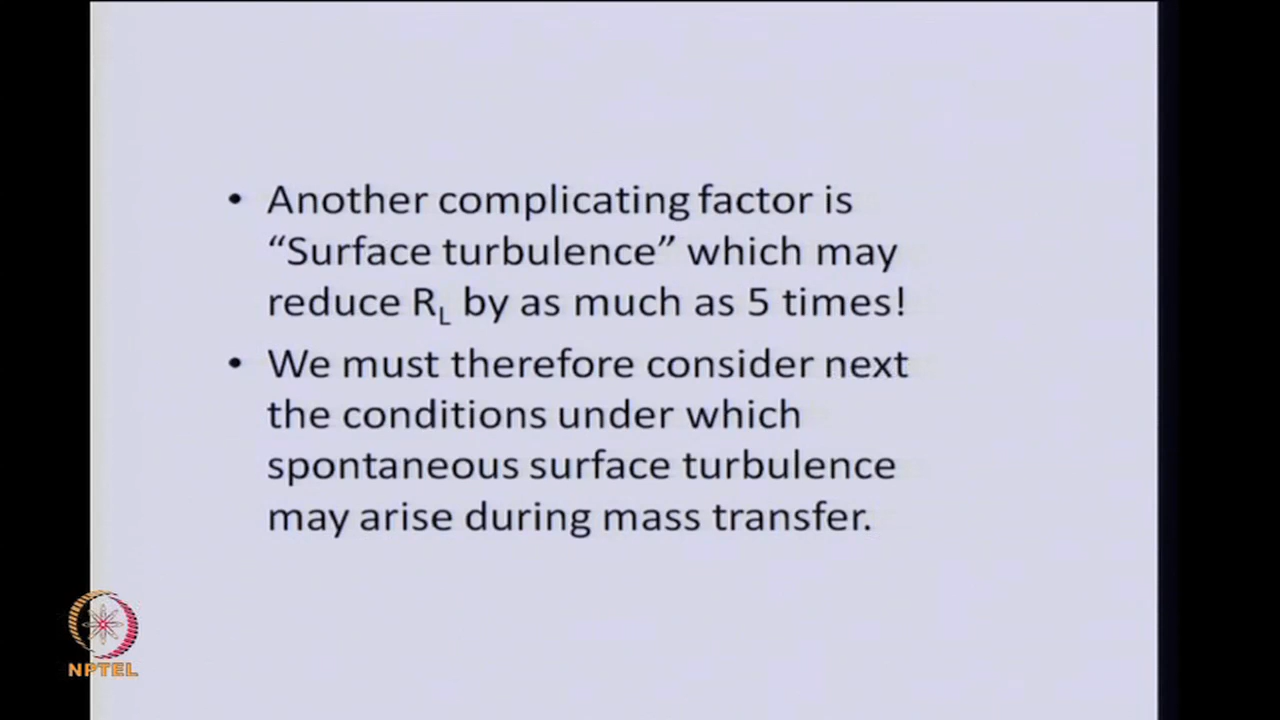 • Another complicating factor is
“Surface turbulence” which may
reduce R_L by as much as 5 times!
• We must therefore consider next
the conditions under which
spontaneous surface turbulence
may arise during mass transfer.
NPTEL